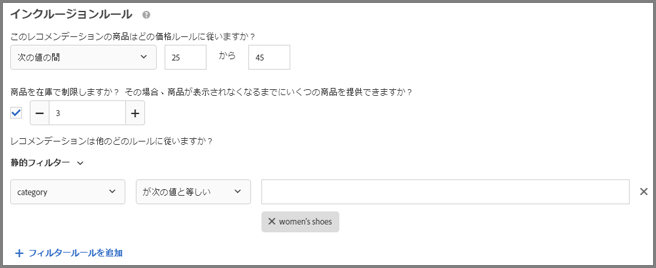 インクルージョンルール ?
このレコメンデーションの商品はどの価格ルールに従いますか？
次の値の間 25 から 45
商品を在庫で制限しますか？ その場合、商品が表示されなくなるまでにいくつの商品を提供できますか？
3
レコメンデーションは他のどのルールに従いますか？
静的フィルター
category が次の値と等しい
women's shoes
フィルタールールを追加